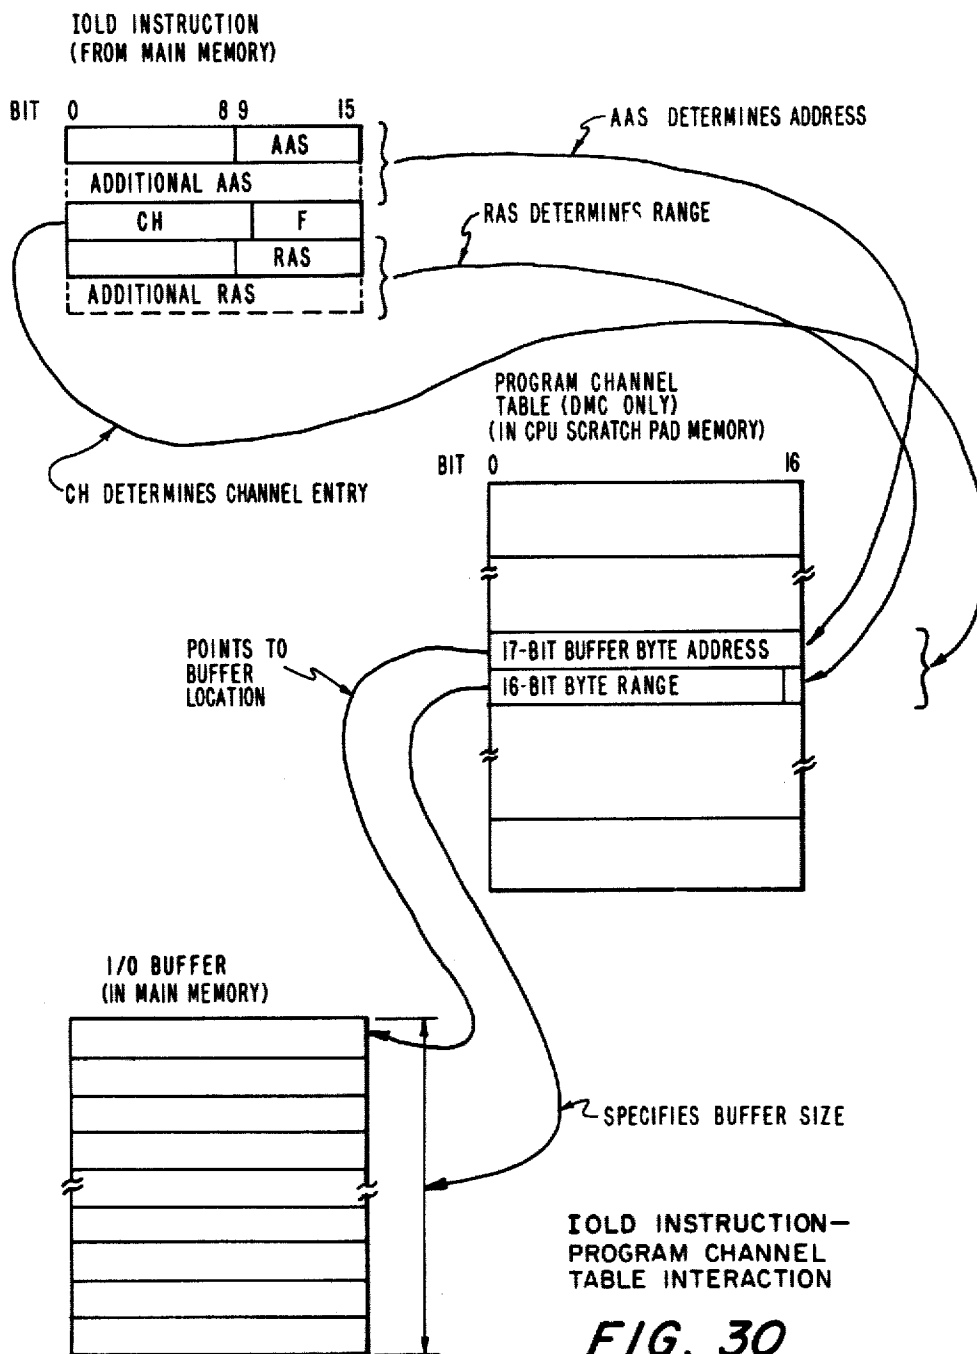 IOLD INSTRUCTION
(FROM MAIN MEMORY)
BIT 0 8 9 15
AAS
ADDITIONAL AAS
CH F
RAS
ADDITIONAL RAS
AAS DETERMINES ADDRESS
RAS DETERMINES RANGE
CH DETERMINES CHANNEL ENTRY
PROGRAM CHANNEL
TABLE (DMC ONLY)
(IN CPU SCRATCH PAD MEMORY)
BIT 0 16
17-BIT BUFFER BYTE ADDRESS
16-BIT BYTE RANGE
POINTS TO
BUFFER
LOCATION
I/O BUFFER
(IN MAIN MEMORY)
SPECIFIES BUFFER SIZE
IOLD INSTRUCTION—
PROGRAM CHANNEL
TABLE INTERACTION
FIG. 30